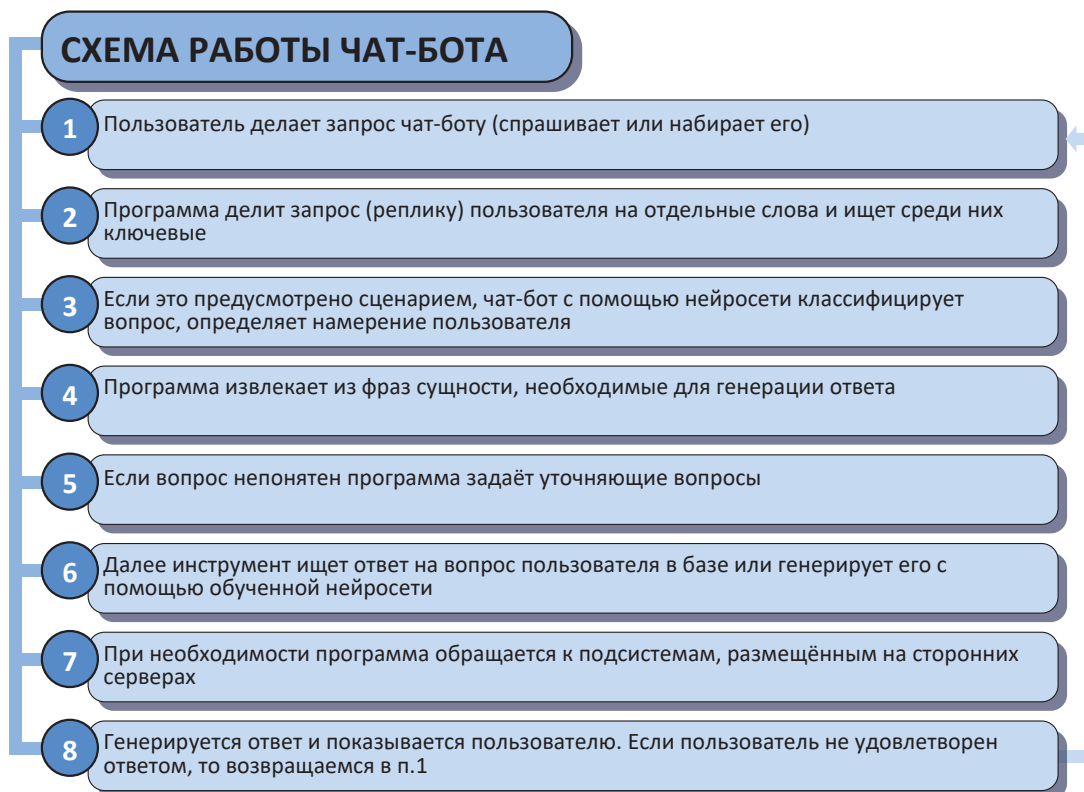 СХЕМА РАБОТЫ ЧАТ-БОТА
1 Пользователь делает запрос чат-боту (спрашивает или набирает его)
2 Программа делит запрос (реплику) пользователя на отдельные слова и ищет среди них
ключевые
3 Если это предусмотрено сценарием, чат-бот с помощью нейросети классифицирует
вопрос, определяет намерение пользователя
4 Программа извлекает из фраз сущности, необходимые для генерации ответа
5 Если вопрос непонятен программа задаёт уточняющие вопросы
6 Далее инструмент ищет ответ на вопрос пользователя в базе или генерирует его с
помощью обученной нейросети
7 При необходимости программа обращается к подсистемам, размещённым на сторонних
серверах
8 Генерируется ответ и показывается пользователю. Если пользователь не удовлетворен
ответом, то возвращаемся в п.1